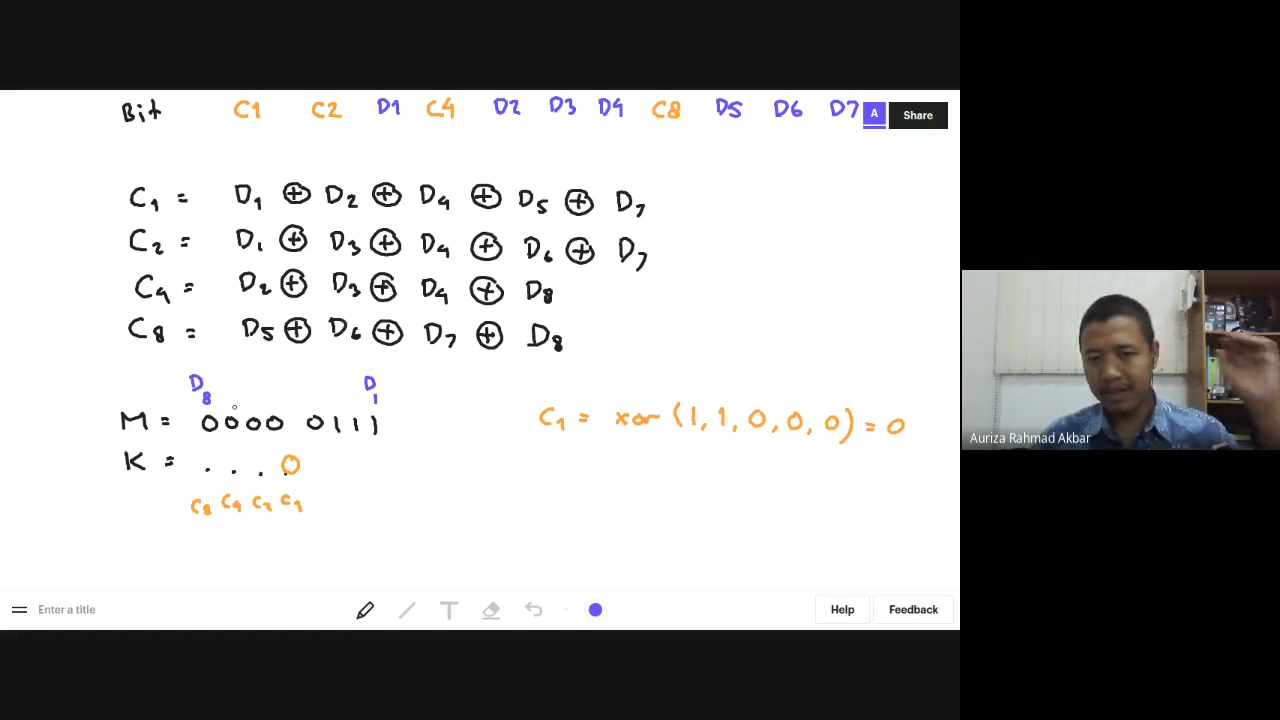 Bit C1 C2 D1 C4 D2 D3 D4 C8 D5 D6 D7
A Share
C₁ = D₁ ⊕ D₂ ⊕ D₄ ⊕ D₅ ⊕ D₇
C₂ = D₁ ⊕ D₃ ⊕ D₄ ⊕ D₆ ⊕ D₇
C₄ = D₂ ⊕ D₃ ⊕ D₄ ⊕ D₈
C₈ = D₅ ⊕ D₆ ⊕ D₇ ⊕ D₈
D₈ D₁
M = 0000 0111
C₁ = xor (1, 1, 0, 0, 0) = 0
K = . . . 0
C₈ C₄ C₂ C₁
Auriza Rahmad Akbar
Enter a title
T
Help
Feedback